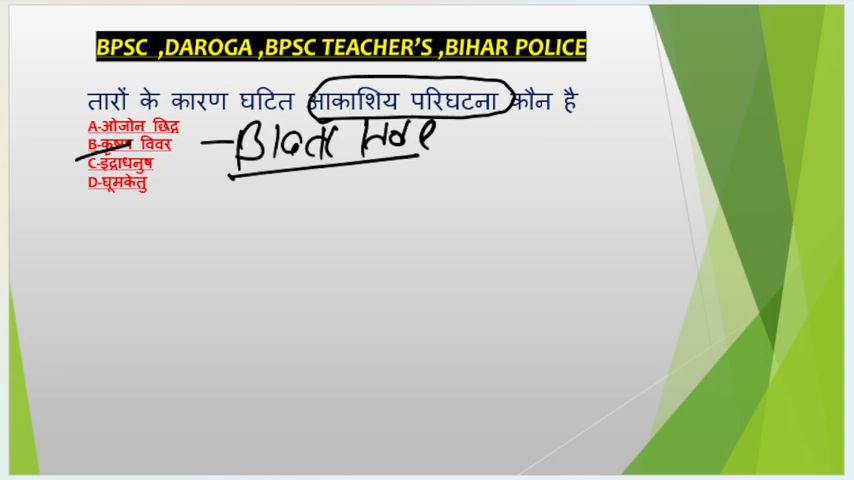 BPSC ,DAROGA ,BPSC TEACHER'S ,BIHAR POLICE
तारों के कारण घटित आकाशिय परिघटना कौन है
A-ओजोन छिद्र
B-कृष्ण विवर
C-इंद्राधनुष
D-घूमकेतु
– Black Hole